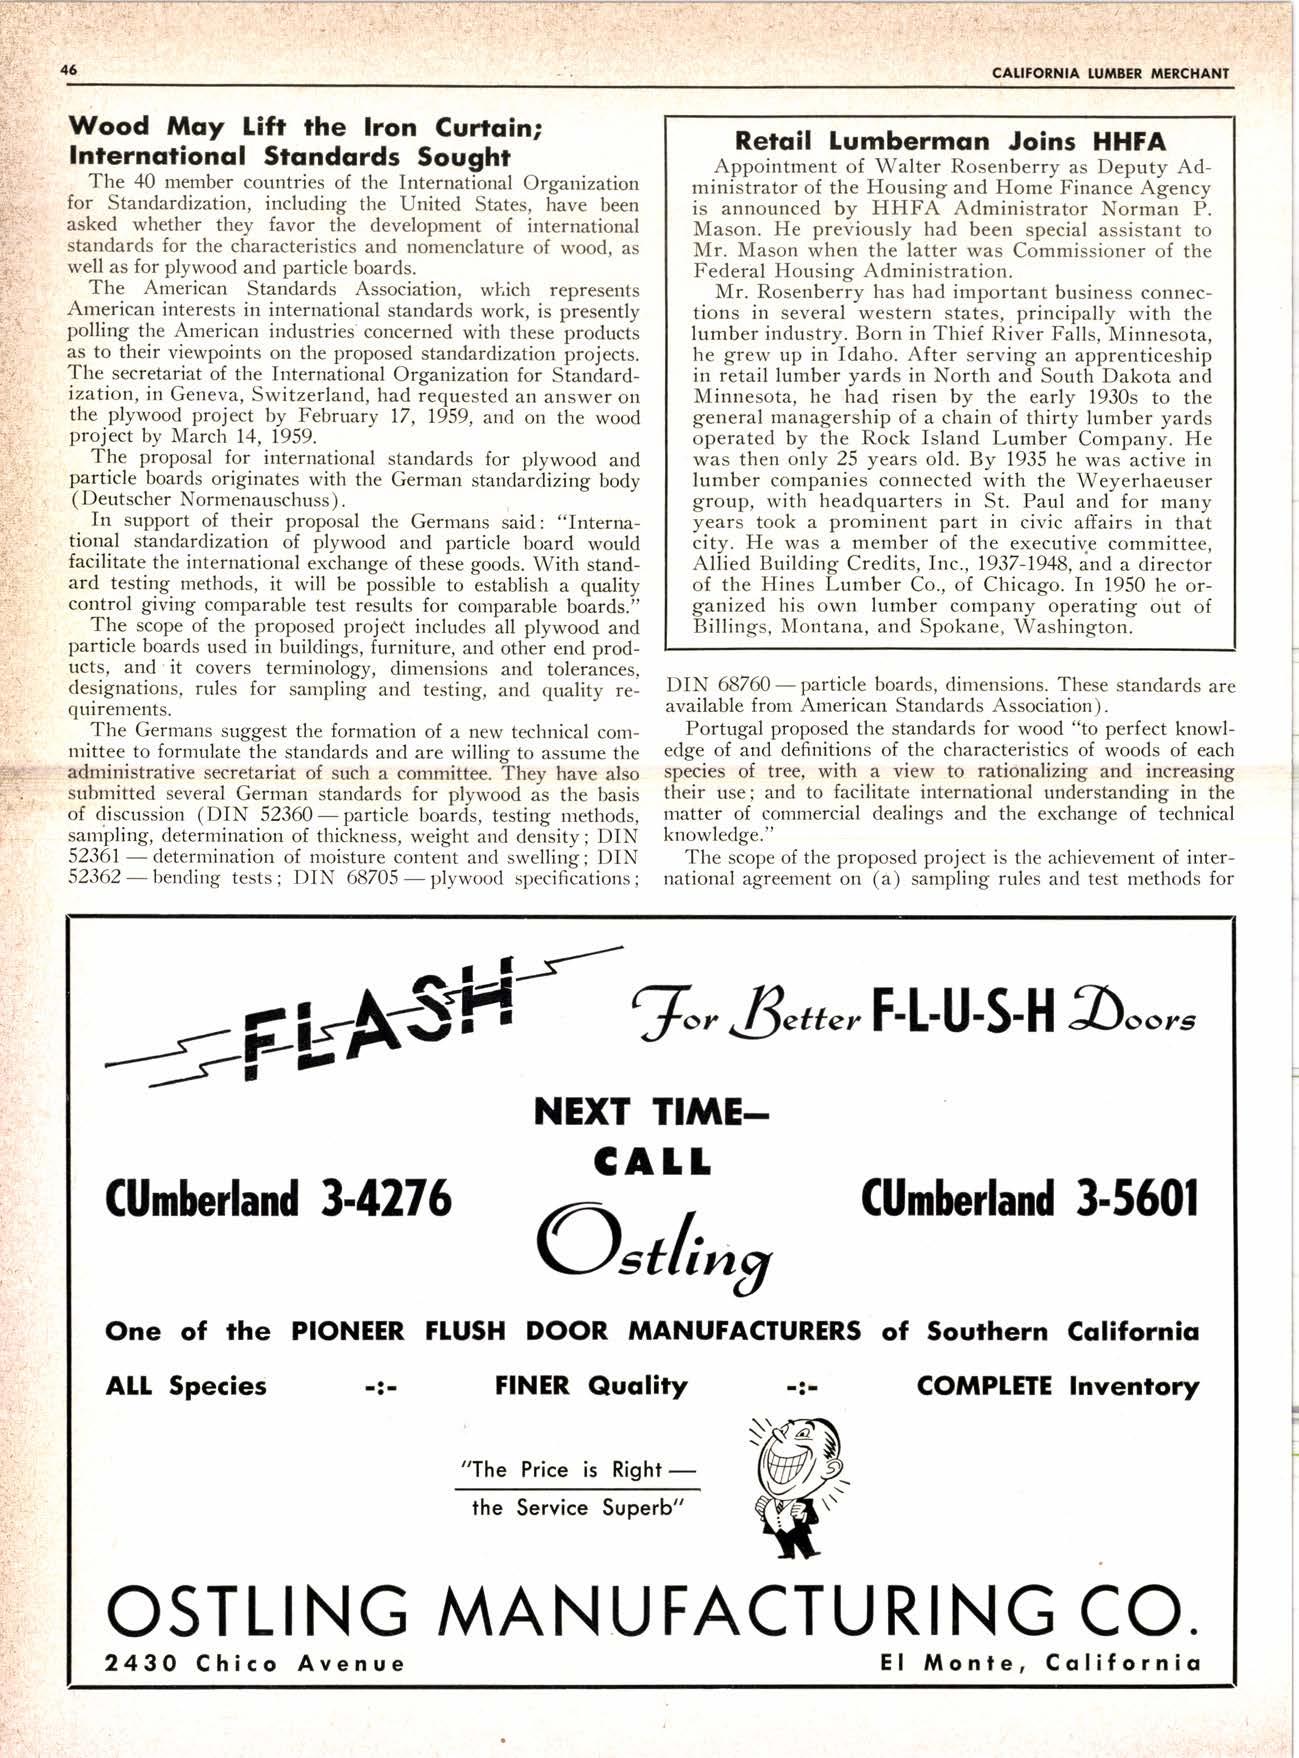 46
CALIFORNIA LUMBER MERCHANT
Wood May Lift the Iron Curtain;
International Standards Sought
The 40 member countries of the International Organization
for Standardization, including the United States, have been
asked whether they favor the development of international
standards for the characteristics and nomenclature of wood, as
well as for plywood and particle boards.
The American Standards Association, which represents
American interests in international standards work, is presently
polling the American industries concerned with these products
as to their viewpoints on the proposed standardization projects.
The secretariat of the International Organization for Standard-
ization, in Geneva, Switzerland, had requested an answer on
the plywood project by February 17, 1959, and on the wood
project by March 14, 1959.
The proposal for international standards for plywood and
particle boards originates with the German standardizing body
(Deutscher Normenauschuss).
In support of their proposal the Germans said: "Interna-
tional standardization of plywood and particle board would
facilitate the international exchange of these goods. With stand-
ard testing methods, it will be possible to establish a quality
control giving comparable test results for comparable boards."
The scope of the proposed project includes all plywood and
particle boards used in buildings, furniture, and other end prod-
ucts, and it covers terminology, dimensions and tolerances,
designations, rules for sampling and testing, and quality re-
quirements.
The Germans suggest the formation of a new technical com-
mittee to formulate the standards and are willing to assume the
administrative secretariat of such a committee. They have also
submitted several German standards for plywood as the basis
of discussion (DIN 52360 — particle boards, testing methods,
sampling, determination of thickness, weight and density; DIN
52361 — determination of moisture content and swelling; DIN
52362 — bending tests; DIN 68705 — plywood specifications;
Retail Lumberman Joins HHFA
Appointment of Walter Rosenberry as Deputy Ad-
ministrator of the Housing and Home Finance Agency
is announced by HHFA Administrator Norman P.
Mason. He previously had been special assistant to
Mr. Mason when the latter was Commissioner of the
Federal Housing Administration.
Mr. Rosenberry has had important business connec-
tions in several western states, principally with the
lumber industry. Born in Thief River Falls, Minnesota,
he grew up in Idaho. After serving an apprenticeship
in retail lumber yards in North and South Dakota and
Minnesota, he had risen by the early 1930s to the
general managership of a chain of thirty lumber yards
operated by the Rock Island Lumber Company. He
was then only 25 years old. By 1935 he was active in
lumber companies connected with the Weyerhaeuser
group, with headquarters in St. Paul and for many
years took a prominent part in civic affairs in that
city. He was a member of the executive committee,
Allied Building Credits, Inc., 1937-1948, and a director
of the Hines Lumber Co., of Chicago. In 1950 he or-
ganized his own lumber company operating out of
Billings, Montana, and Spokane, Washington.
DIN 68760 — particle boards, dimensions. These standards are
available from American Standards Association).
Portugal proposed the standards for wood "to perfect knowl-
edge of and definitions of the characteristics of woods of each
species of tree, with a view to rationalizing and increasing
their use; and to facilitate international understanding in the
matter of commercial dealings and the exchange of technical
knowledge."
The scope of the proposed project is the achievement of inter-
national agreement on (a) sampling rules and test methods for
FLASH
For Better F-L-U-S-H Doors
NEXT TIME—
CALL
CUmberland 3-4276
CUmberland 3-5601
Ostling
One of the PIONEER FLUSH DOOR MANUFACTURERS of Southern California
ALL Species -:- FINER Quality -:- COMPLETE Inventory
"The Price is Right —
the Service Superb"
OSTLING MANUFACTURING CO.
2430 Chico Avenue
El Monte, California